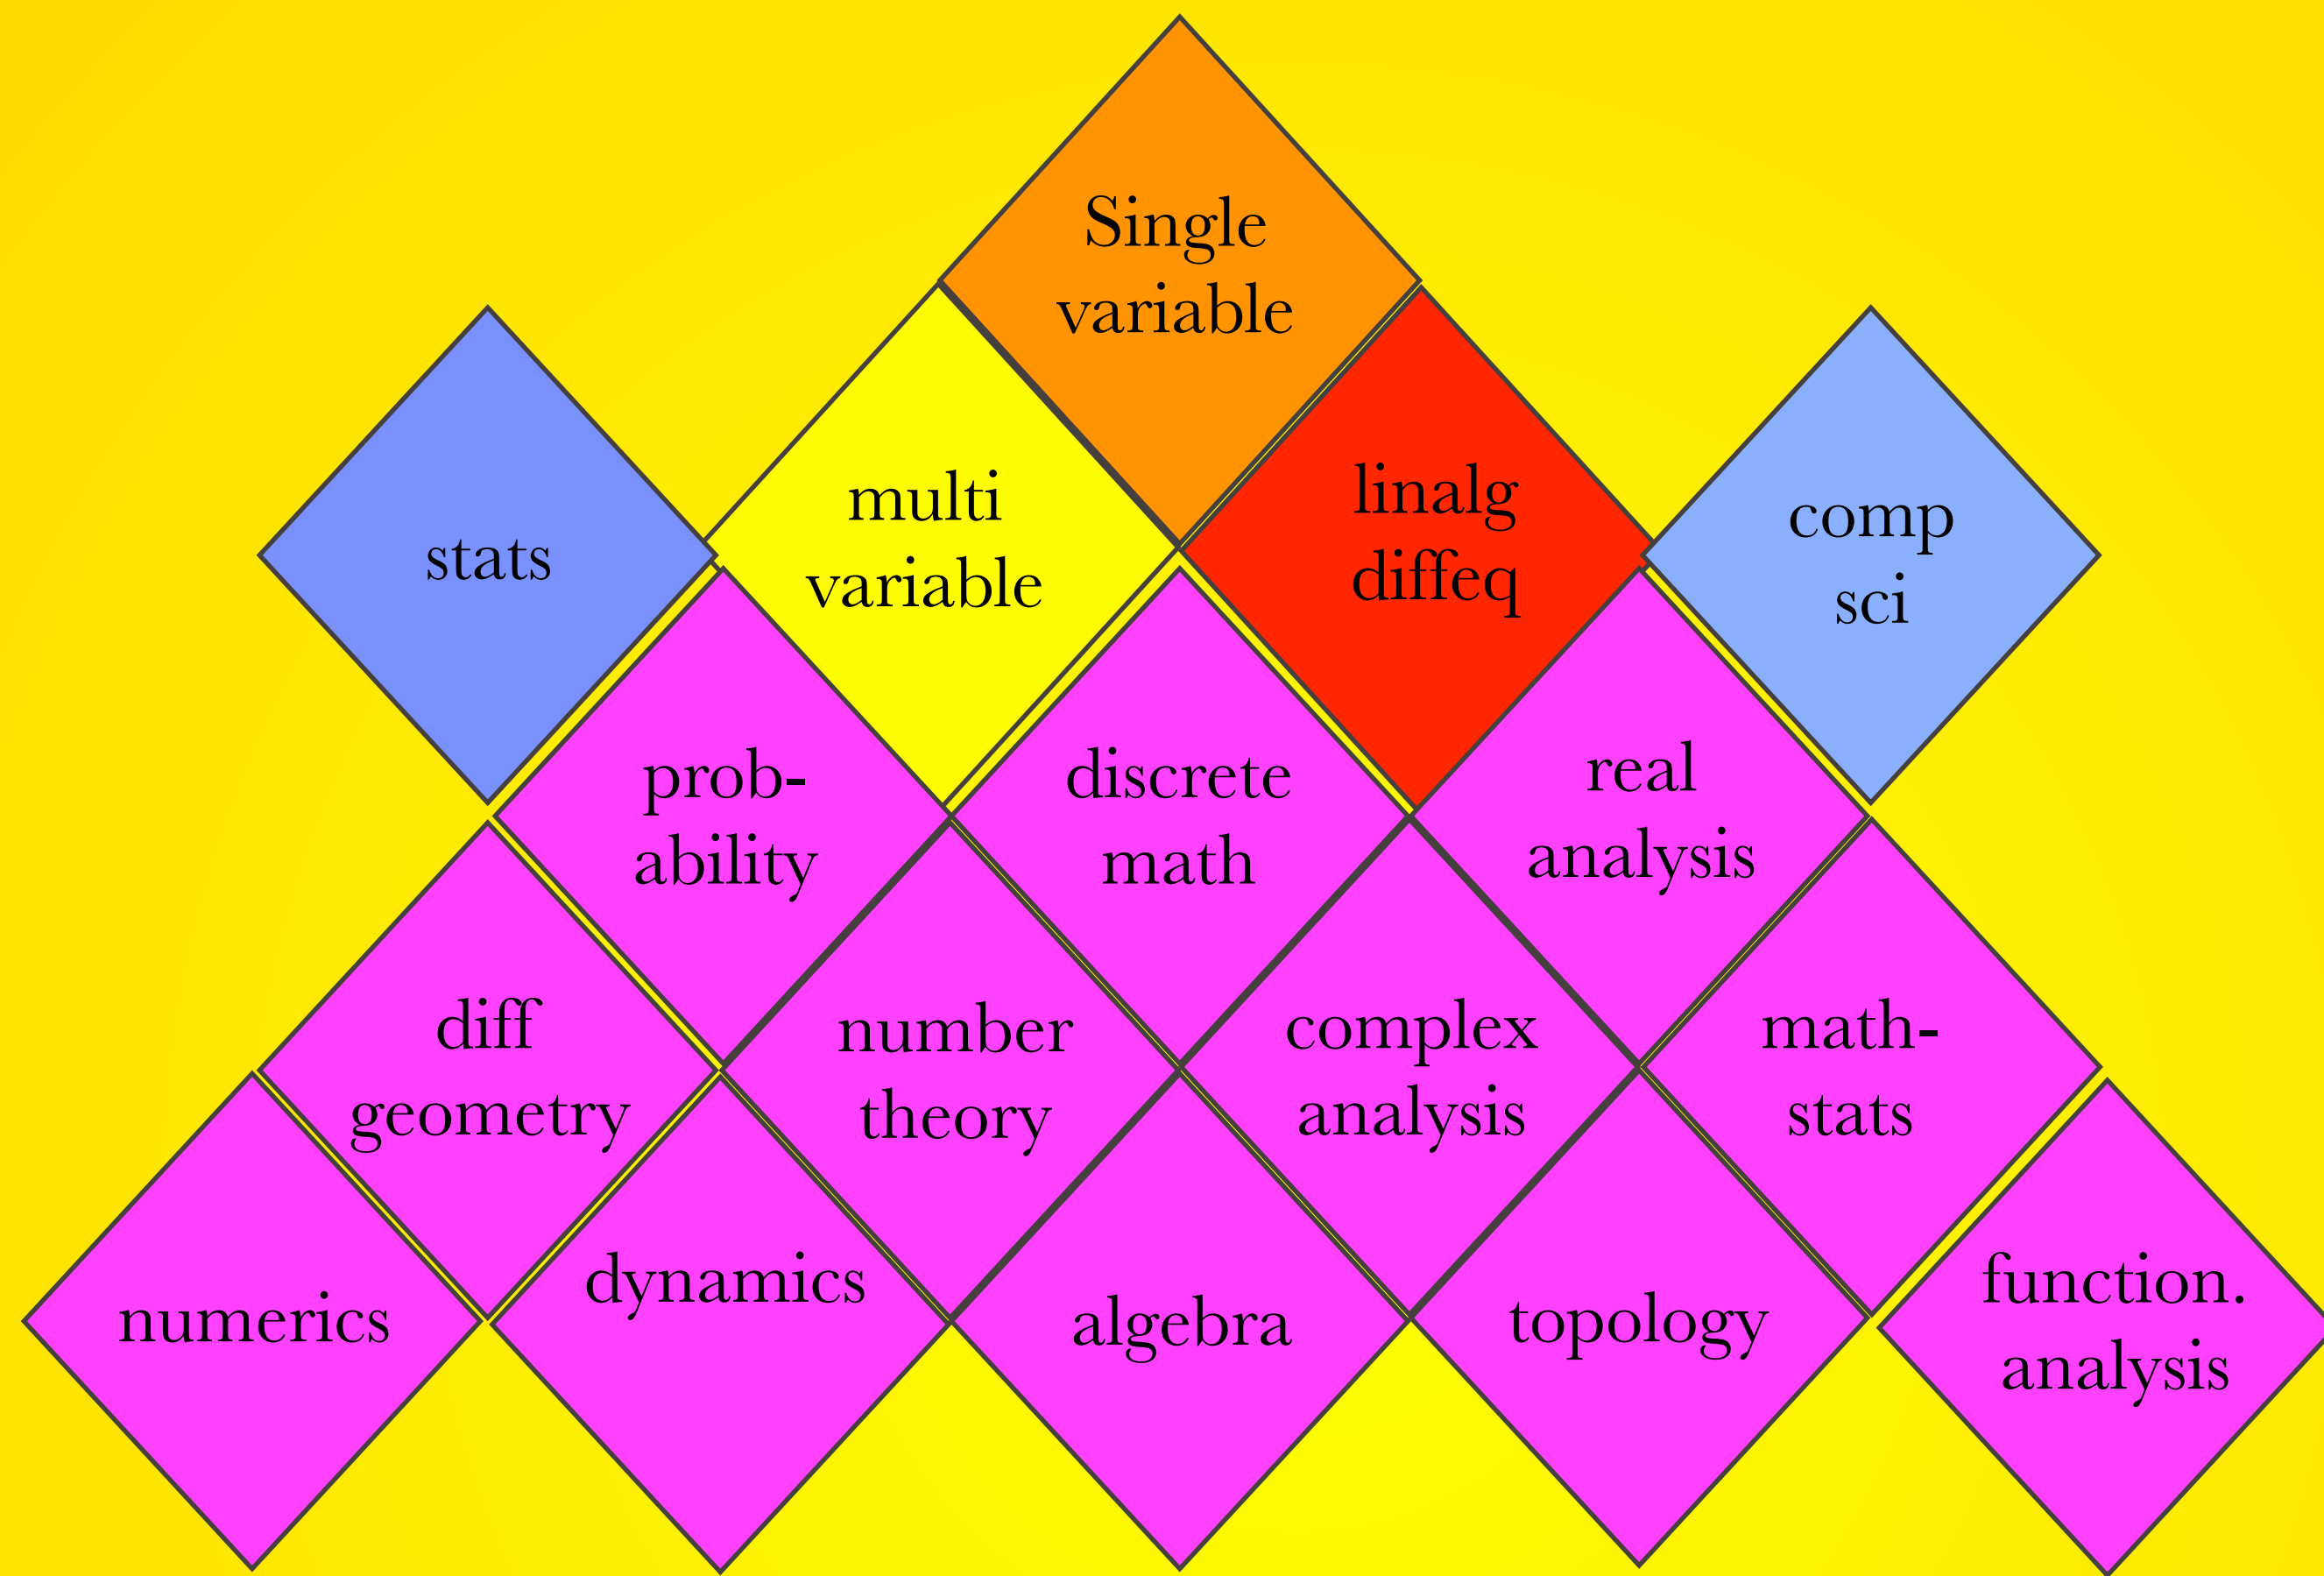 Single
variable
stats
multi
variable
linalg
diffeq
comp
sci
prob-
ability
discrete
math
real
analysis
diff
geometry
number
theory
complex
analysis
math-
stats
numerics
dynamics
algebra
topology
function.
analysis